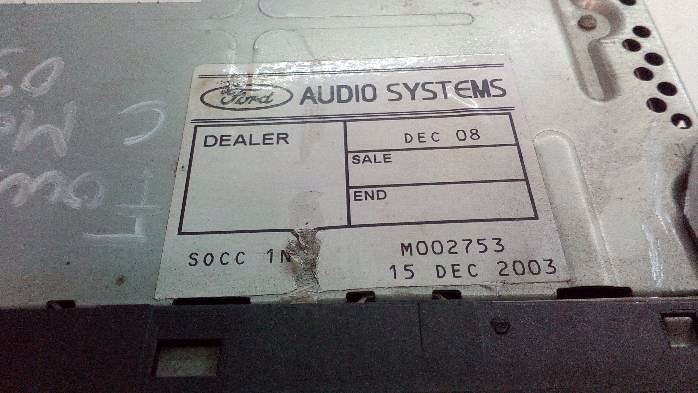 Ford AUDIO SYSTEMS
DEALER
DEC 08
SALE
END
SOCC 1N
M002753
15 DEC 2003